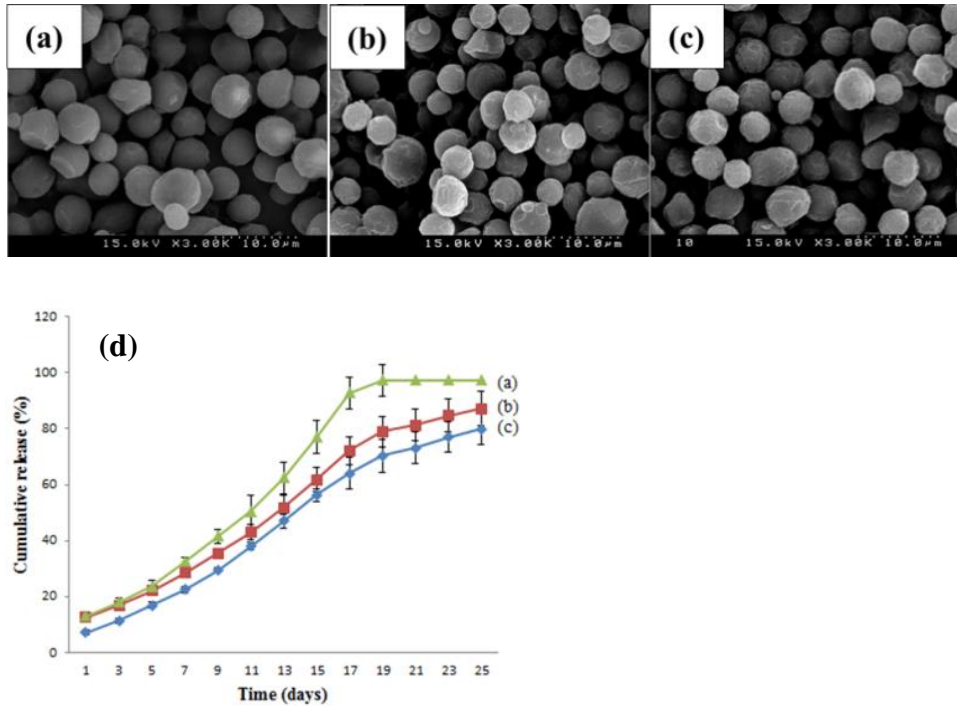 (a)
(b)
(c)
15.0kV X3.00K 10.0µm
15.0kV X3.00K 10.0µm
10 15.0kV X3.00K 10.0µm
(d)
120
100
80
60
40
20
0
Cumulative release (%)
(a)
(b)
(c)
1 3 5 7 9 11 13 15 17 19 21 23 25
Time (days)